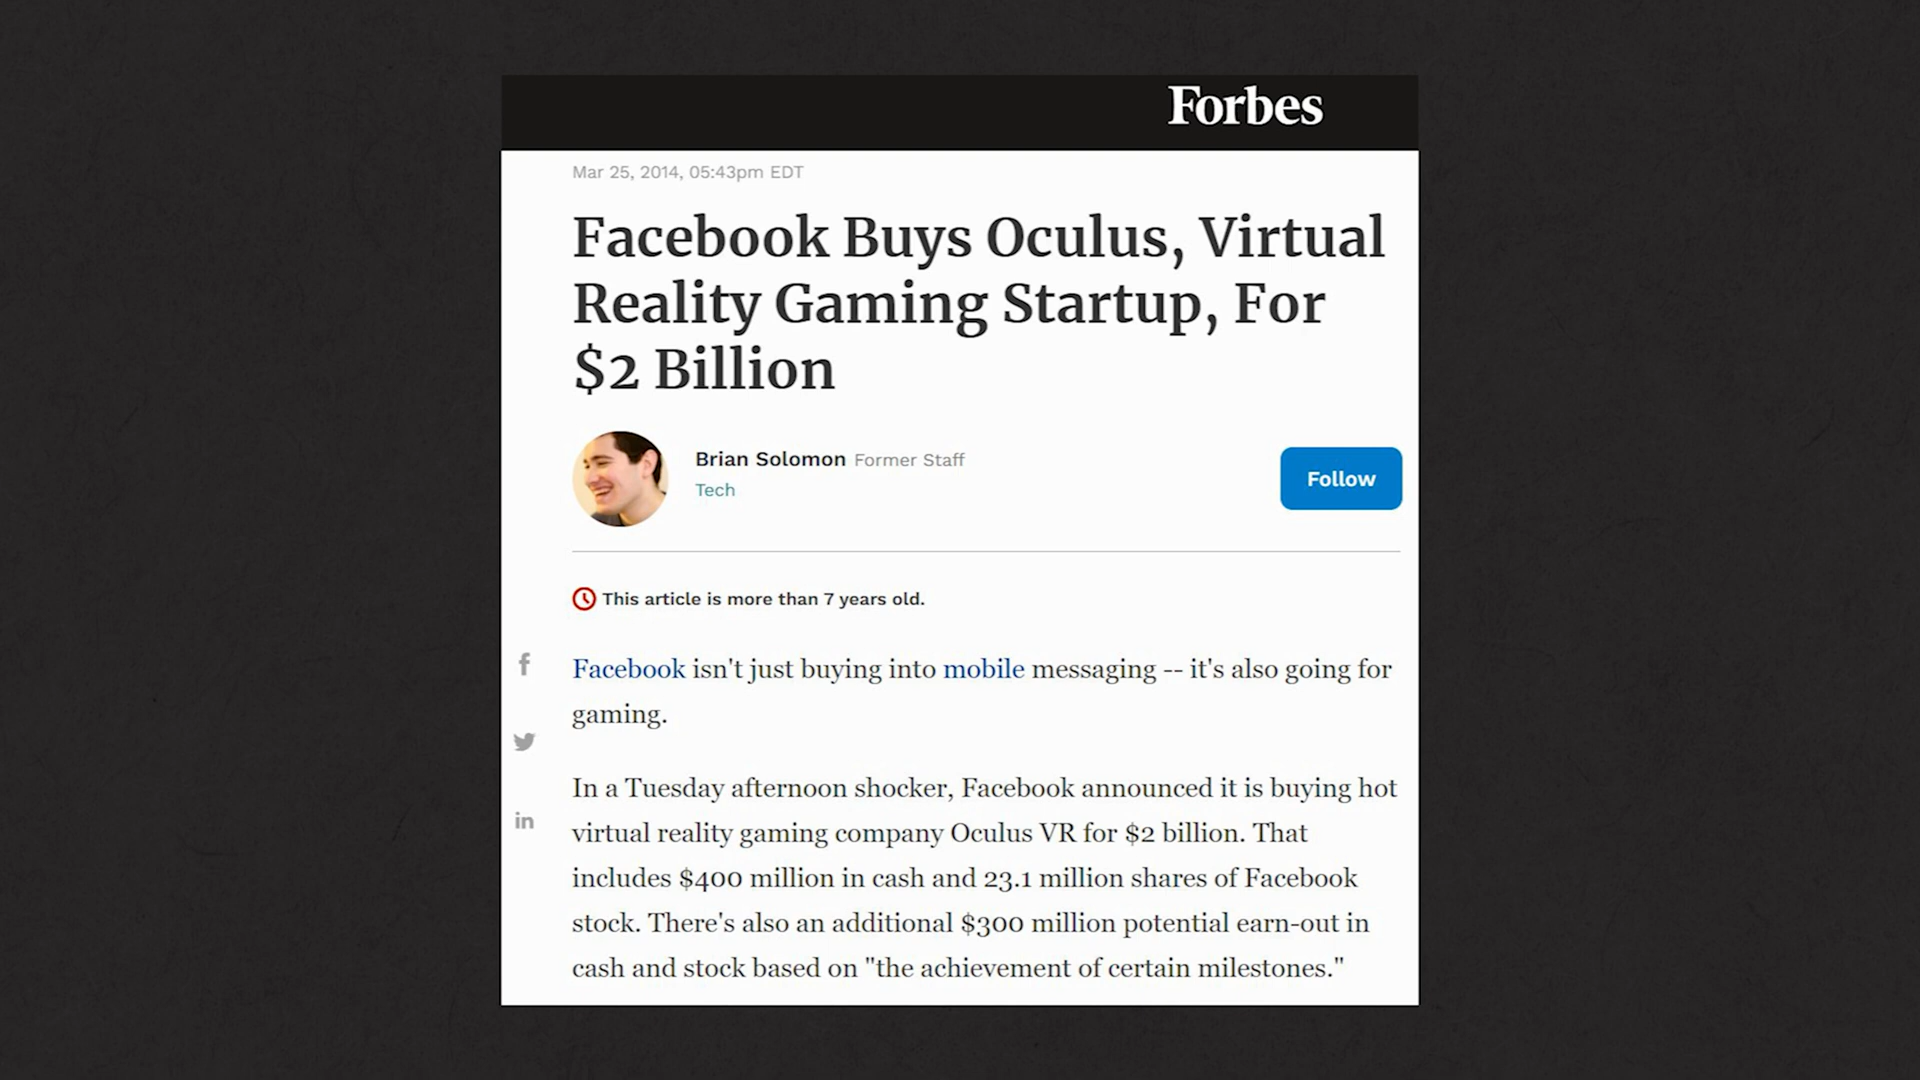 Forbes
Mar 25, 2014, 05:43pm EDT
Facebook Buys Oculus, Virtual
Reality Gaming Startup, For
$2 Billion
Brian Solomon Former Staff
Tech
Follow
This article is more than 7 years old.
Facebook isn't just buying into mobile messaging -- it's also going for
gaming.
In a Tuesday afternoon shocker, Facebook announced it is buying hot
virtual reality gaming company Oculus VR for $2 billion. That
includes $400 million in cash and 23.1 million shares of Facebook
stock. There's also an additional $300 million potential earn-out in
cash and stock based on "the achievement of certain milestones."